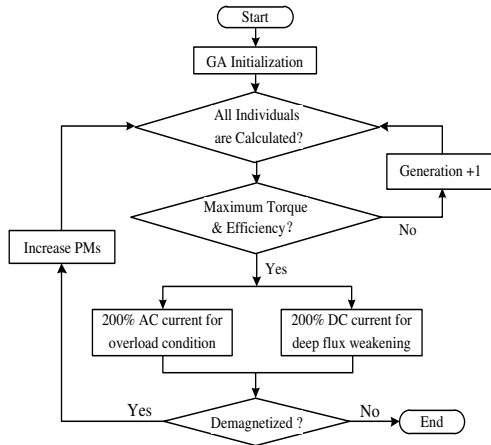 Start
GA Initialization
All Individuals
are Calculated?
Generation +1
Maximum Torque
& Efficiency?
No
Increase PMs
Yes
200% AC current for
overload condition
200% DC current for
deep flux weakening
Yes
Demagnetized ?
No
End